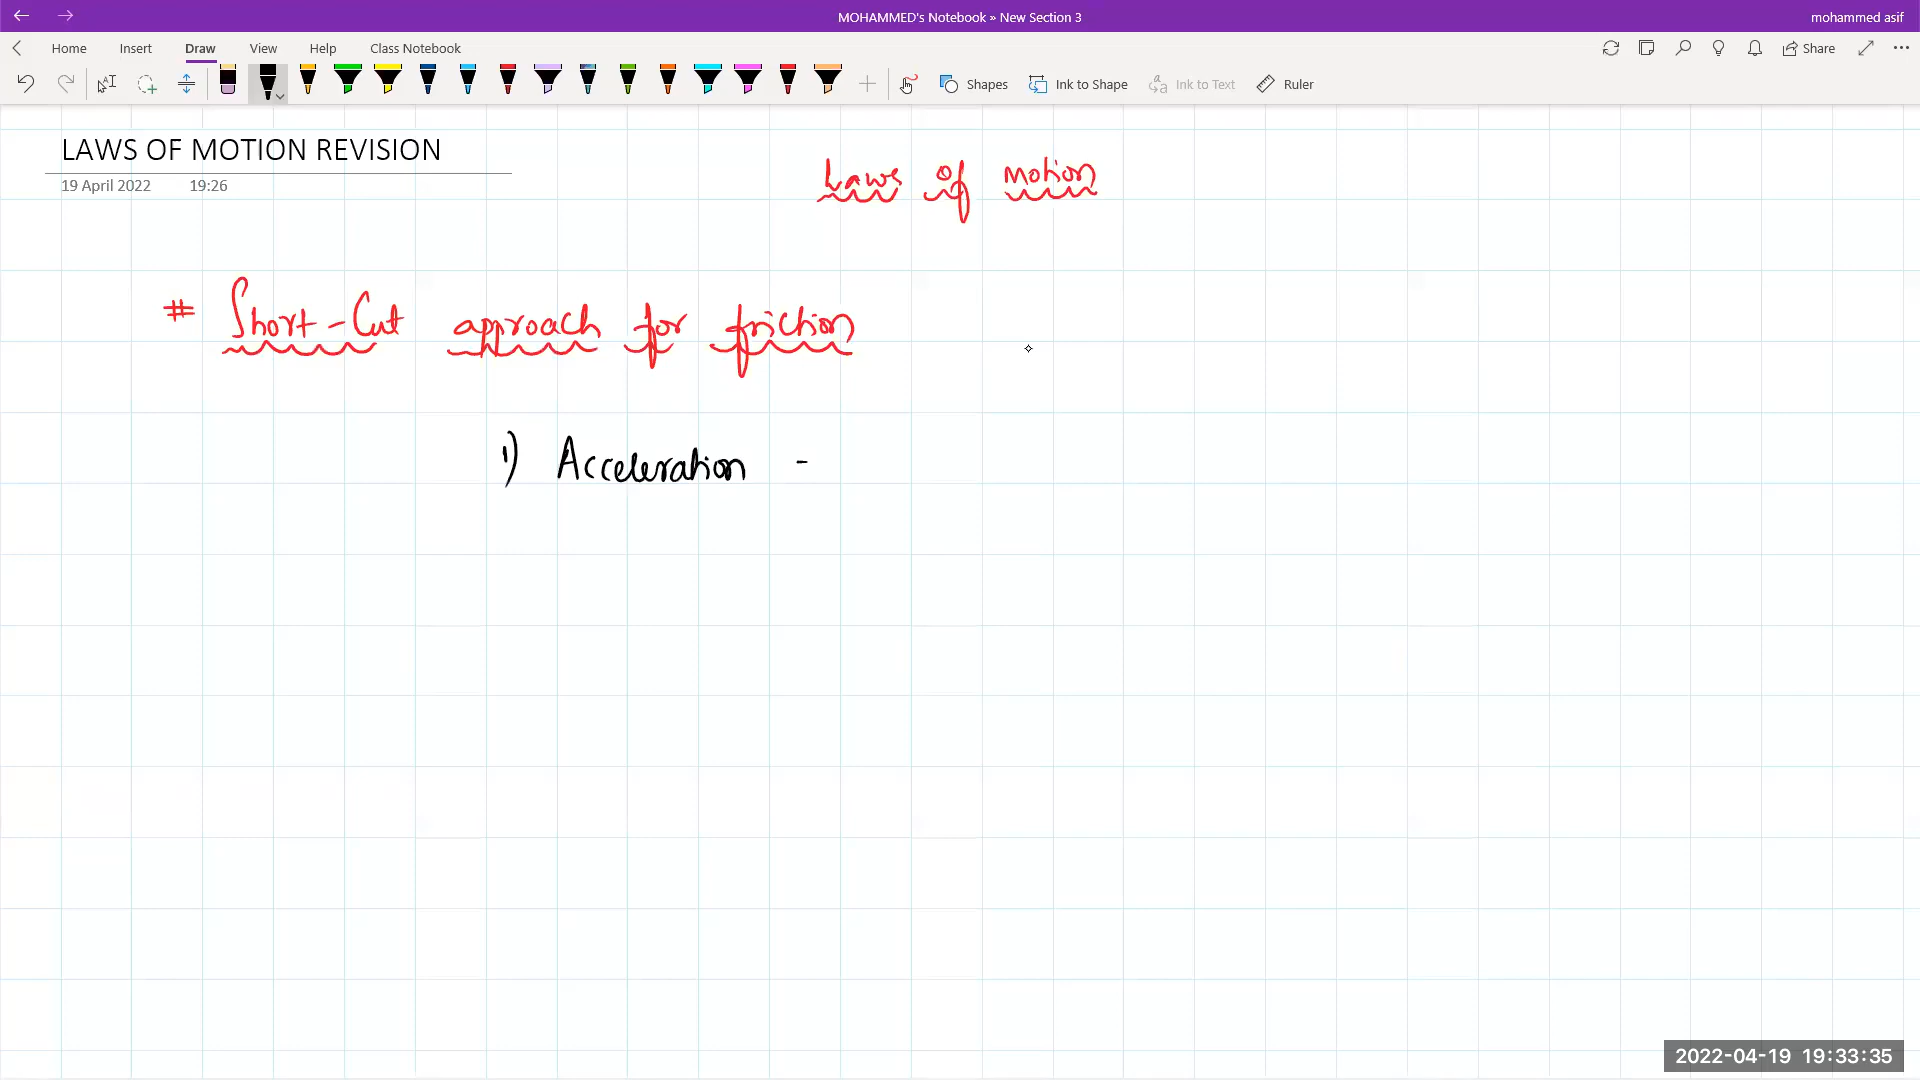 MOHAMMED's Notebook » New Section 3
mohammed asif
Home Insert Draw View Help Class Notebook
Share
Shapes Ink to Shape Ink to Text Ruler
LAWS OF MOTION REVISION
19 April 2022 19:26
Laws of motion
# Short-Cut approach for friction
1) Acceleration -
2022-04-19 19:33:35